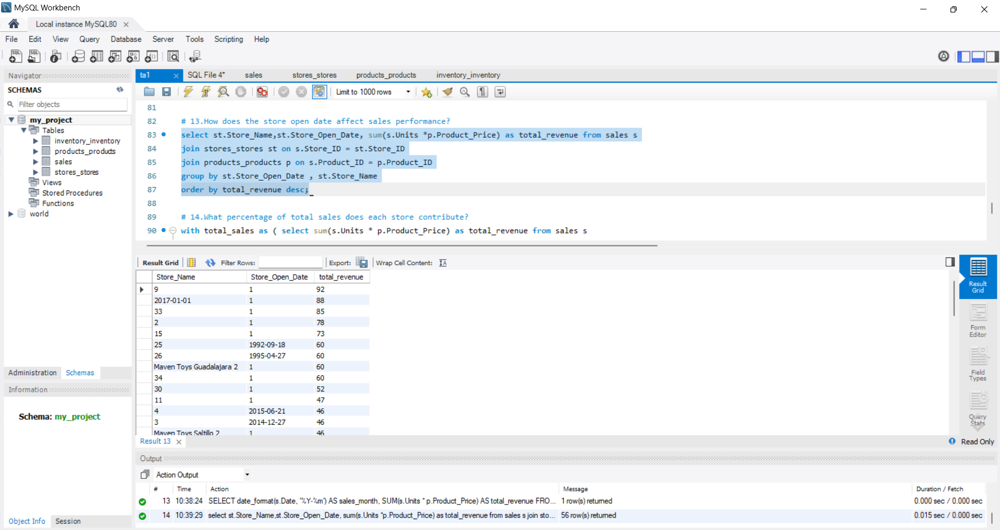 MySQL Workbench
Local instance MySQL80
File Edit View Query Database Server Tools Scripting Help
Navigator
SCHEMAS
Filter objects
my_project
Tables
inventory_inventory
products_products
sales
stores_stores
Views
Stored Procedures
Functions
world
Administration Schemas
Information
Schema: my_project
Object Info Session
ta1 SQL File 4* sales stores_stores products_products inventory_inventory
Limit to 1000 rows
81
82 # 13.How does the store open date affect sales performance?
83 select st.Store_Name,st.Store_Open_Date, sum(s.Units *p.Product_Price) as total_revenue from sales s
84 join stores_stores st on s.Store_ID = st.Store_ID
85 join products_products p on s.Product_ID = p.Product_ID
86 group by st.Store_Open_Date , st.Store_Name
87 order by total_revenue desc;
88
89 # 14.What percentage of total sales does each store contribute?
90 with total_sales as ( select sum(s.Units * p.Product_Price) as total_revenue from sales s
Result Grid Filter Rows: Export: Wrap Cell Content:
Store_Name Store_Open_Date total_revenue
9 1 92
2017-01-01 1 88
33 1 85
2 1 78
15 1 73
25 1992-09-18 60
26 1995-04-27 60
Maven Toys Guadalajara 2 1 60
34 1 60
30 1 52
11 1 47
4 2015-06-21 46
3 2014-12-27 46
Maven Toys Saltillo 2 1 46
Result Grid
Form Editor
Field Types
Query Stats
Result 13
Read Only
Output
Action Output
# Time Action Message Duration / Fetch
13 10:38:24 SELECT date_format(s.Date, '%Y-%m') AS sales_month, SUM(s.Units * p.Product_Price) AS total_revenue FRO... 1 row(s) returned 0.000 sec / 0.000 sec
14 10:39:29 select st.Store_Name,st.Store_Open_Date, sum(s.Units *p.Product_Price) as total_revenue from sales s join sto... 56 row(s) returned 0.015 sec / 0.000 sec